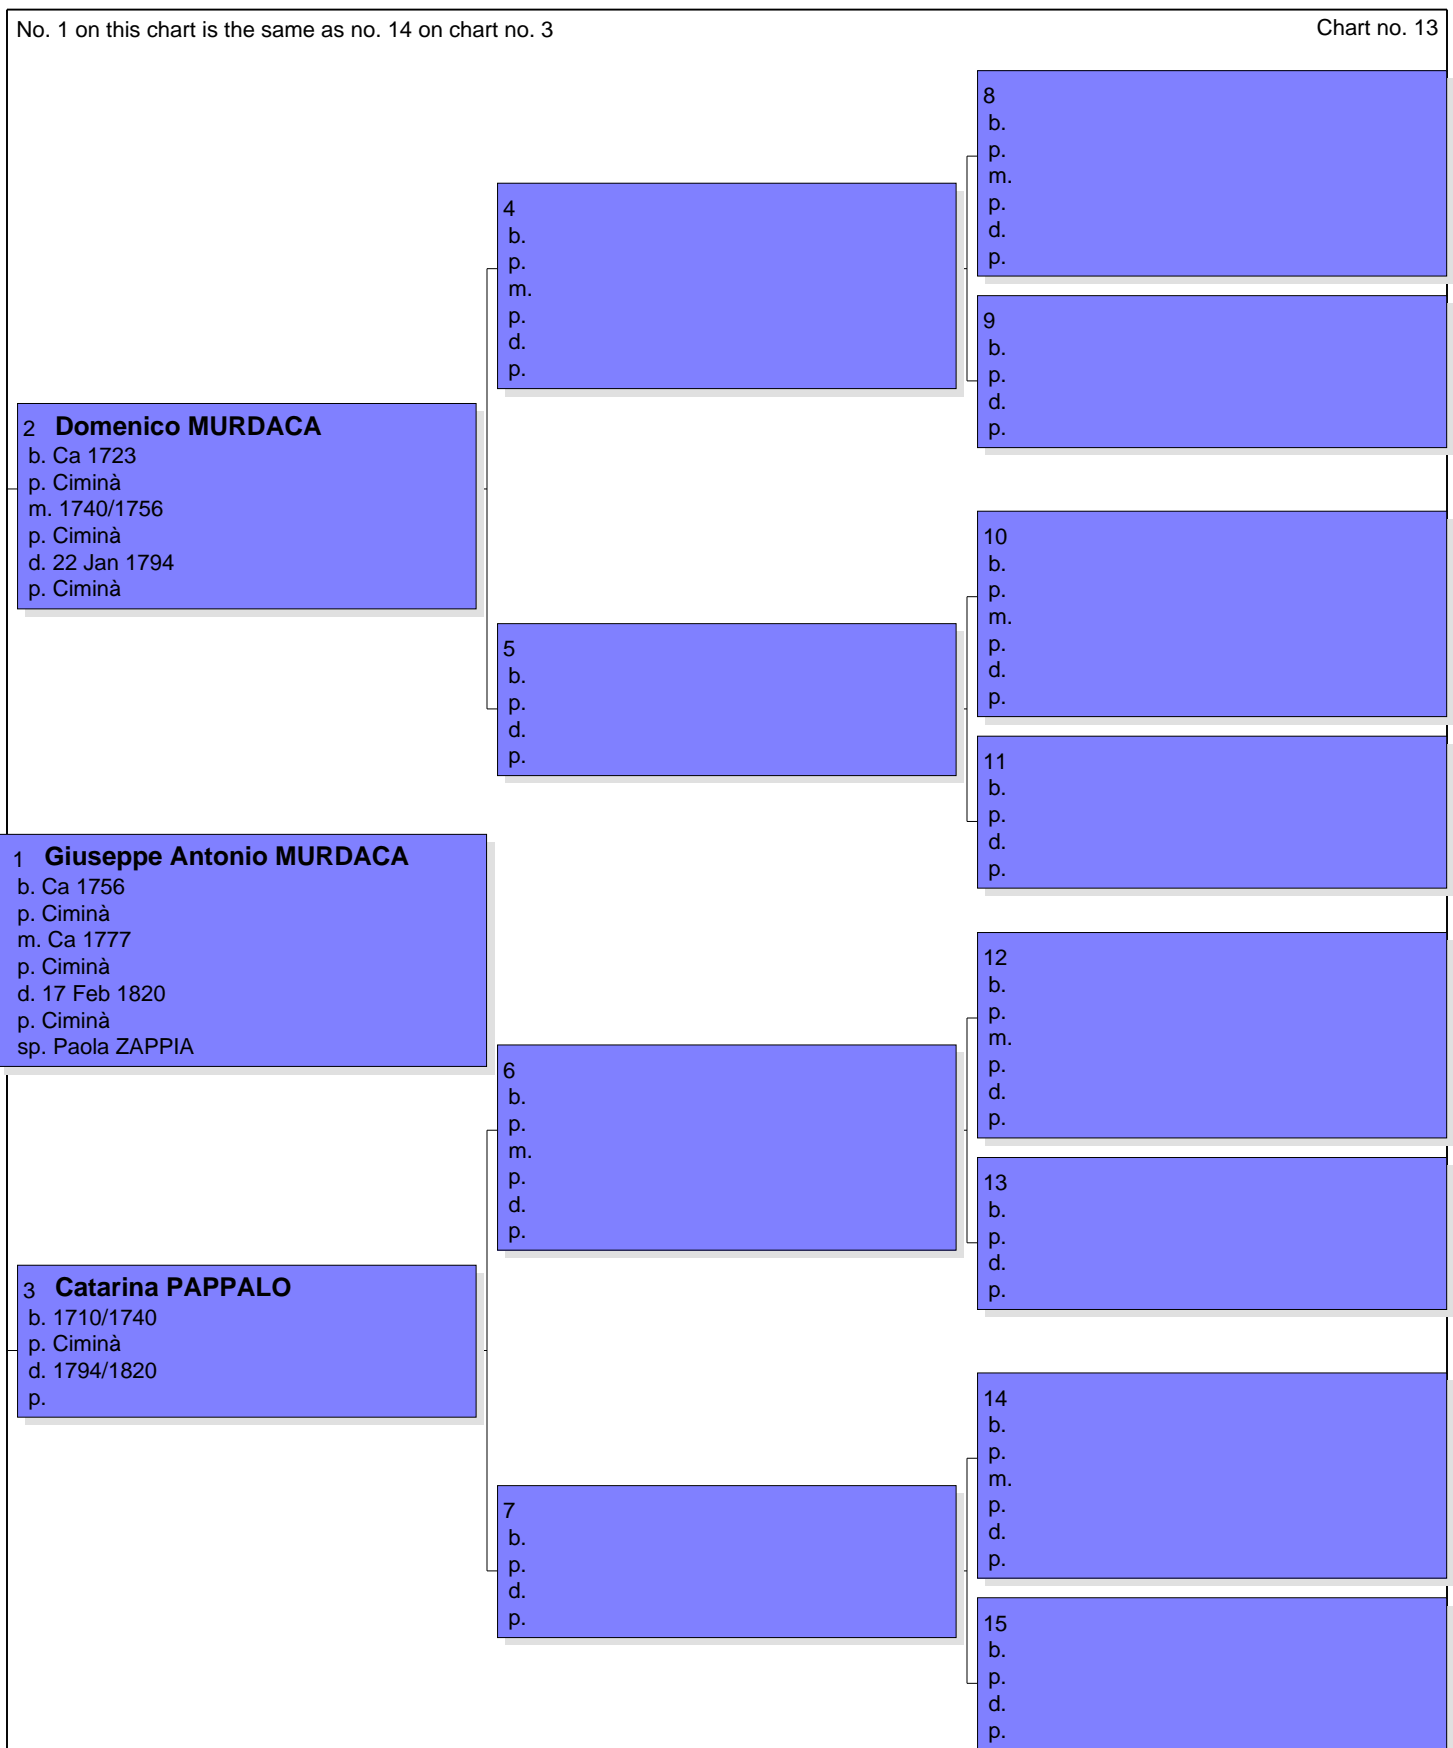 No. 1 on this chart is the same as no. 14 on chart no. 3
Chart no. 13
8
b.
p.
m.
p.
d.
p.
4
b.
p.
m.
p.
d.
p.
9
b.
p.
d.
p.
2 Domenico MURDACA
b. Ca 1723
p. Ciminà
m. 1740/1756
p. Ciminà
d. 22 Jan 1794
p. Ciminà
10
b.
p.
m.
p.
d.
p.
5
b.
p.
d.
p.
11
b.
p.
d.
p.
1 Giuseppe Antonio MURDACA
b. Ca 1756
p. Ciminà
m. Ca 1777
p. Ciminà
d. 17 Feb 1820
p. Ciminà
sp. Paola ZAPPIA
12
b.
p.
m.
p.
d.
p.
6
b.
p.
m.
p.
d.
p.
13
b.
p.
d.
p.
3 Catarina PAPPALO
b. 1710/1740
p. Ciminà
d. 1794/1820
p.
14
b.
p.
m.
p.
d.
p.
7
b.
p.
d.
p.
15
b.
p.
d.
p.